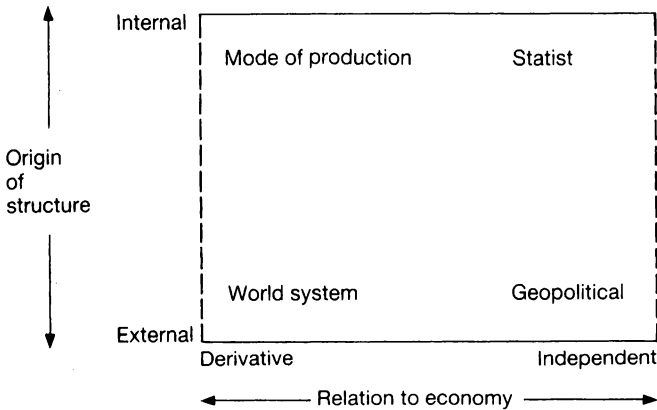 Internal
Mode of production Statist
Origin
of
structure
World system Geopolitical
External
Derivative Independent
Relation to economy